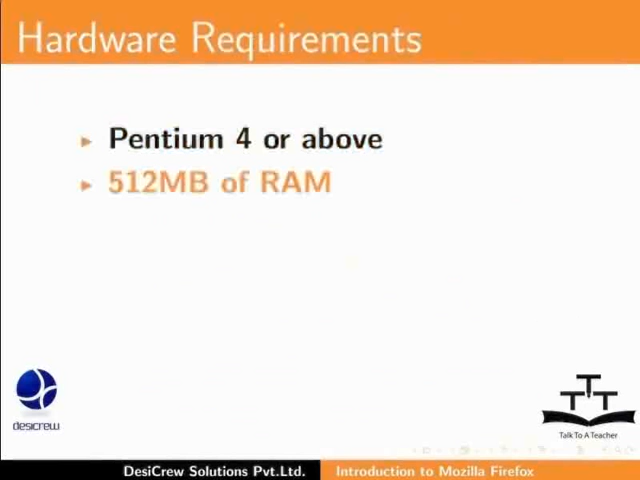 Hardware Requirements
Pentium 4 or above
512MB of RAM
desicrew
T T T
Talk To A Teacher
DesiCrew Solutions Pvt.Ltd.
Introduction to Mozilla Firefox